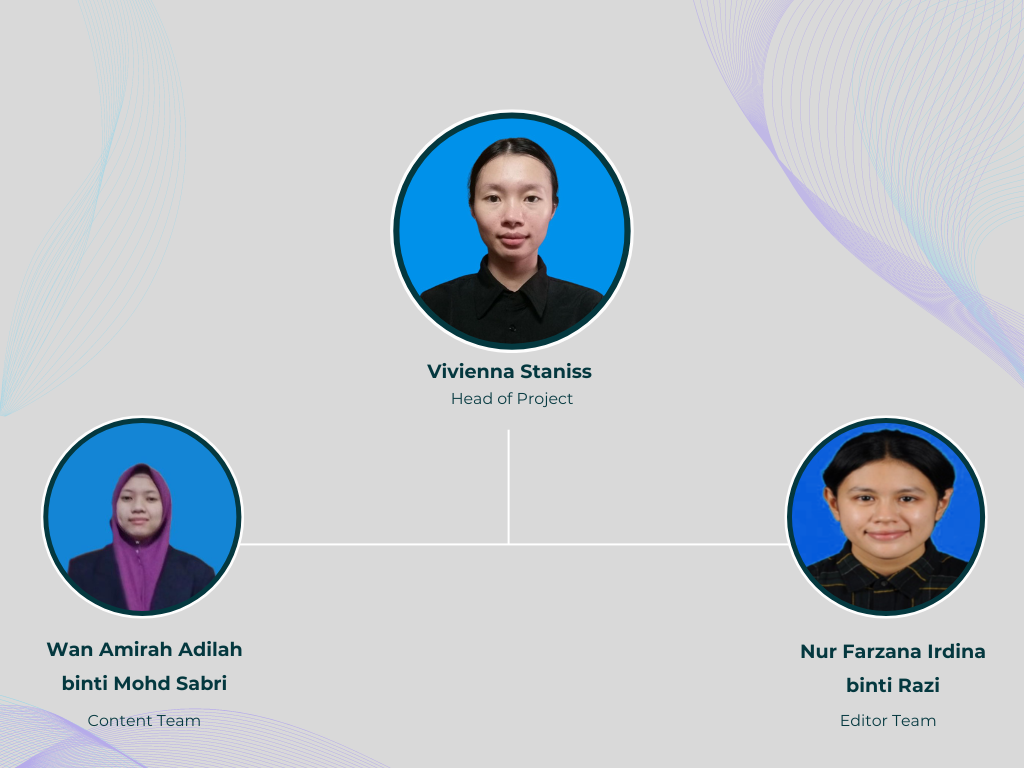 Vivienna Staniss
Head of Project
Wan Amirah Adilah
binti Mohd Sabri
Content Team
Nur Farzana Irdina
binti Razi
Editor Team